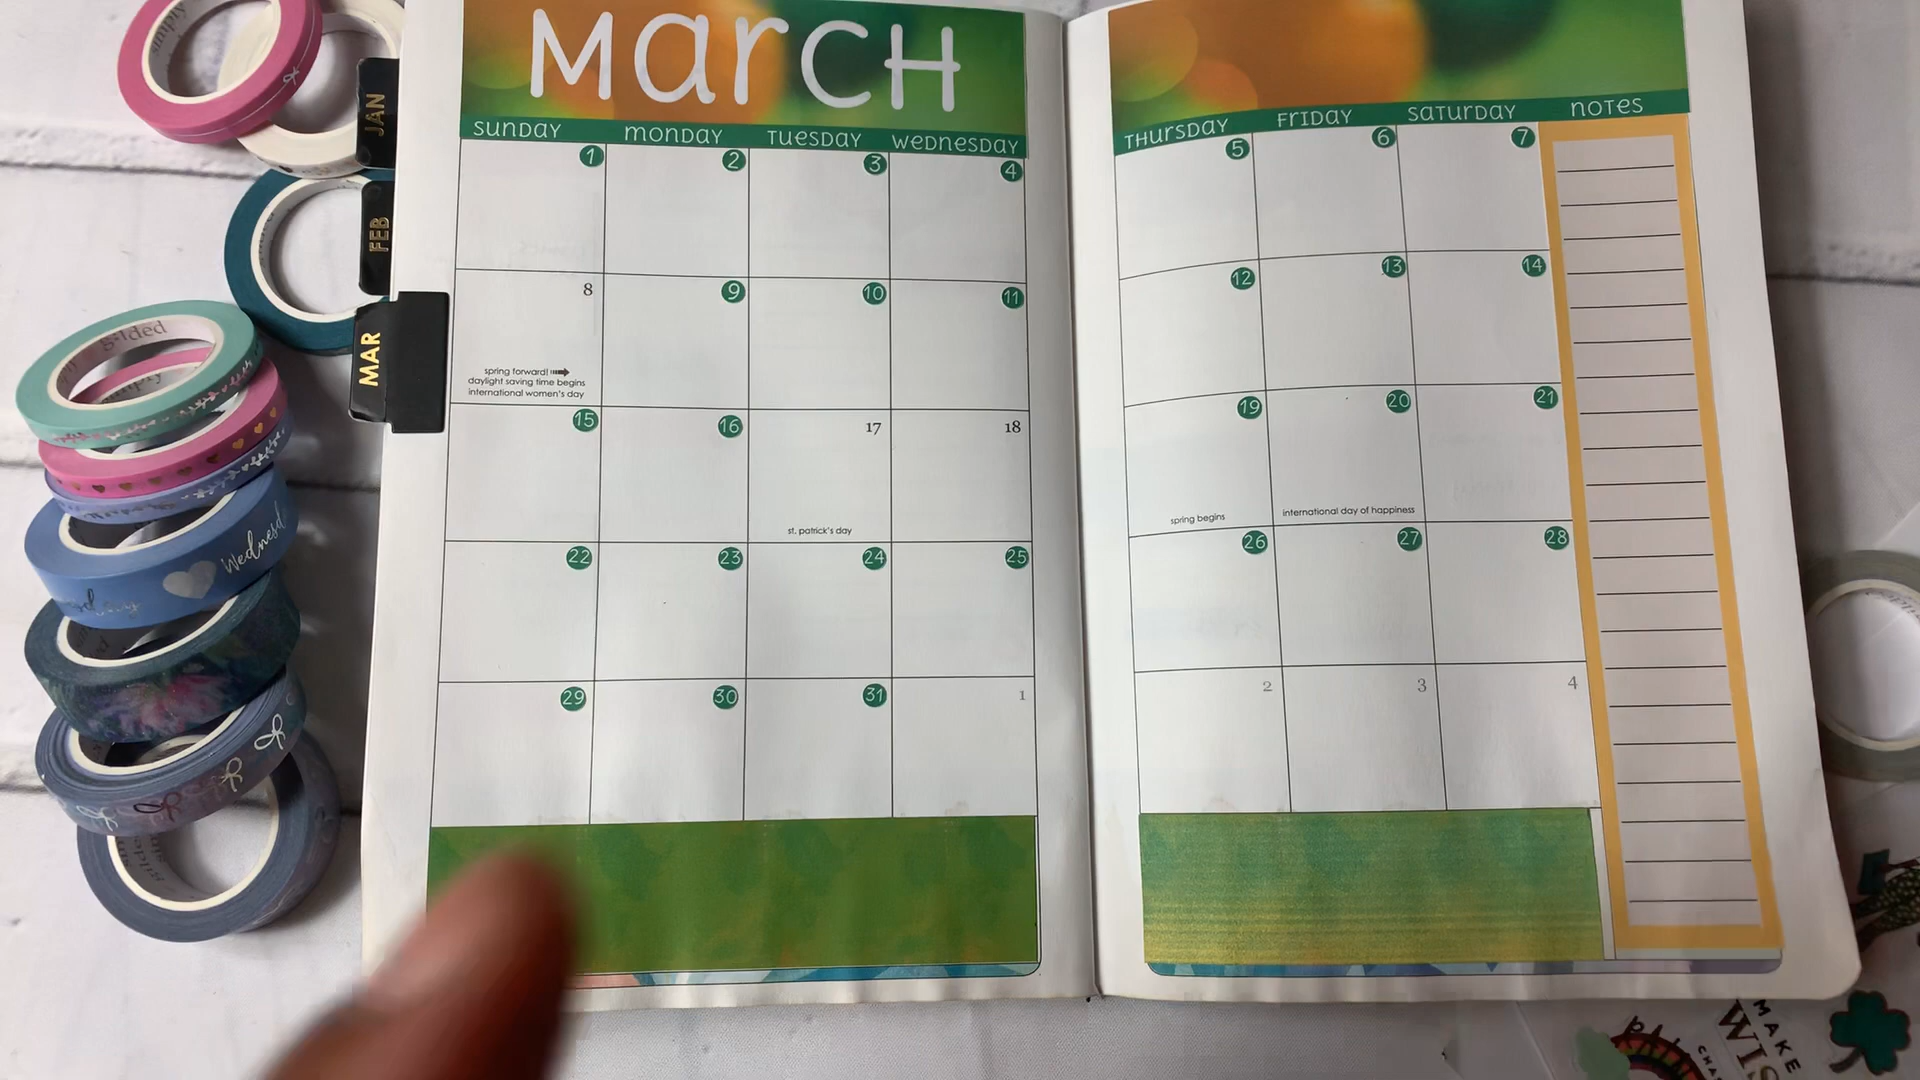 March
Sunday Monday Tuesday Wednesday
Thursday Friday Saturday Notes
JAN
FEB
MAR
1 2 3 4
5 6 7
8 9 10 11
12 13 14
spring forward!
daylight saving time begins
international women's day
15 16 17 18
19 20 21
st. patrick's day
spring begins
international day of happiness
22 23 24 25
26 27 28
29 30 31 1
2 3 4
simply
gilded
Wednesd
MAKE